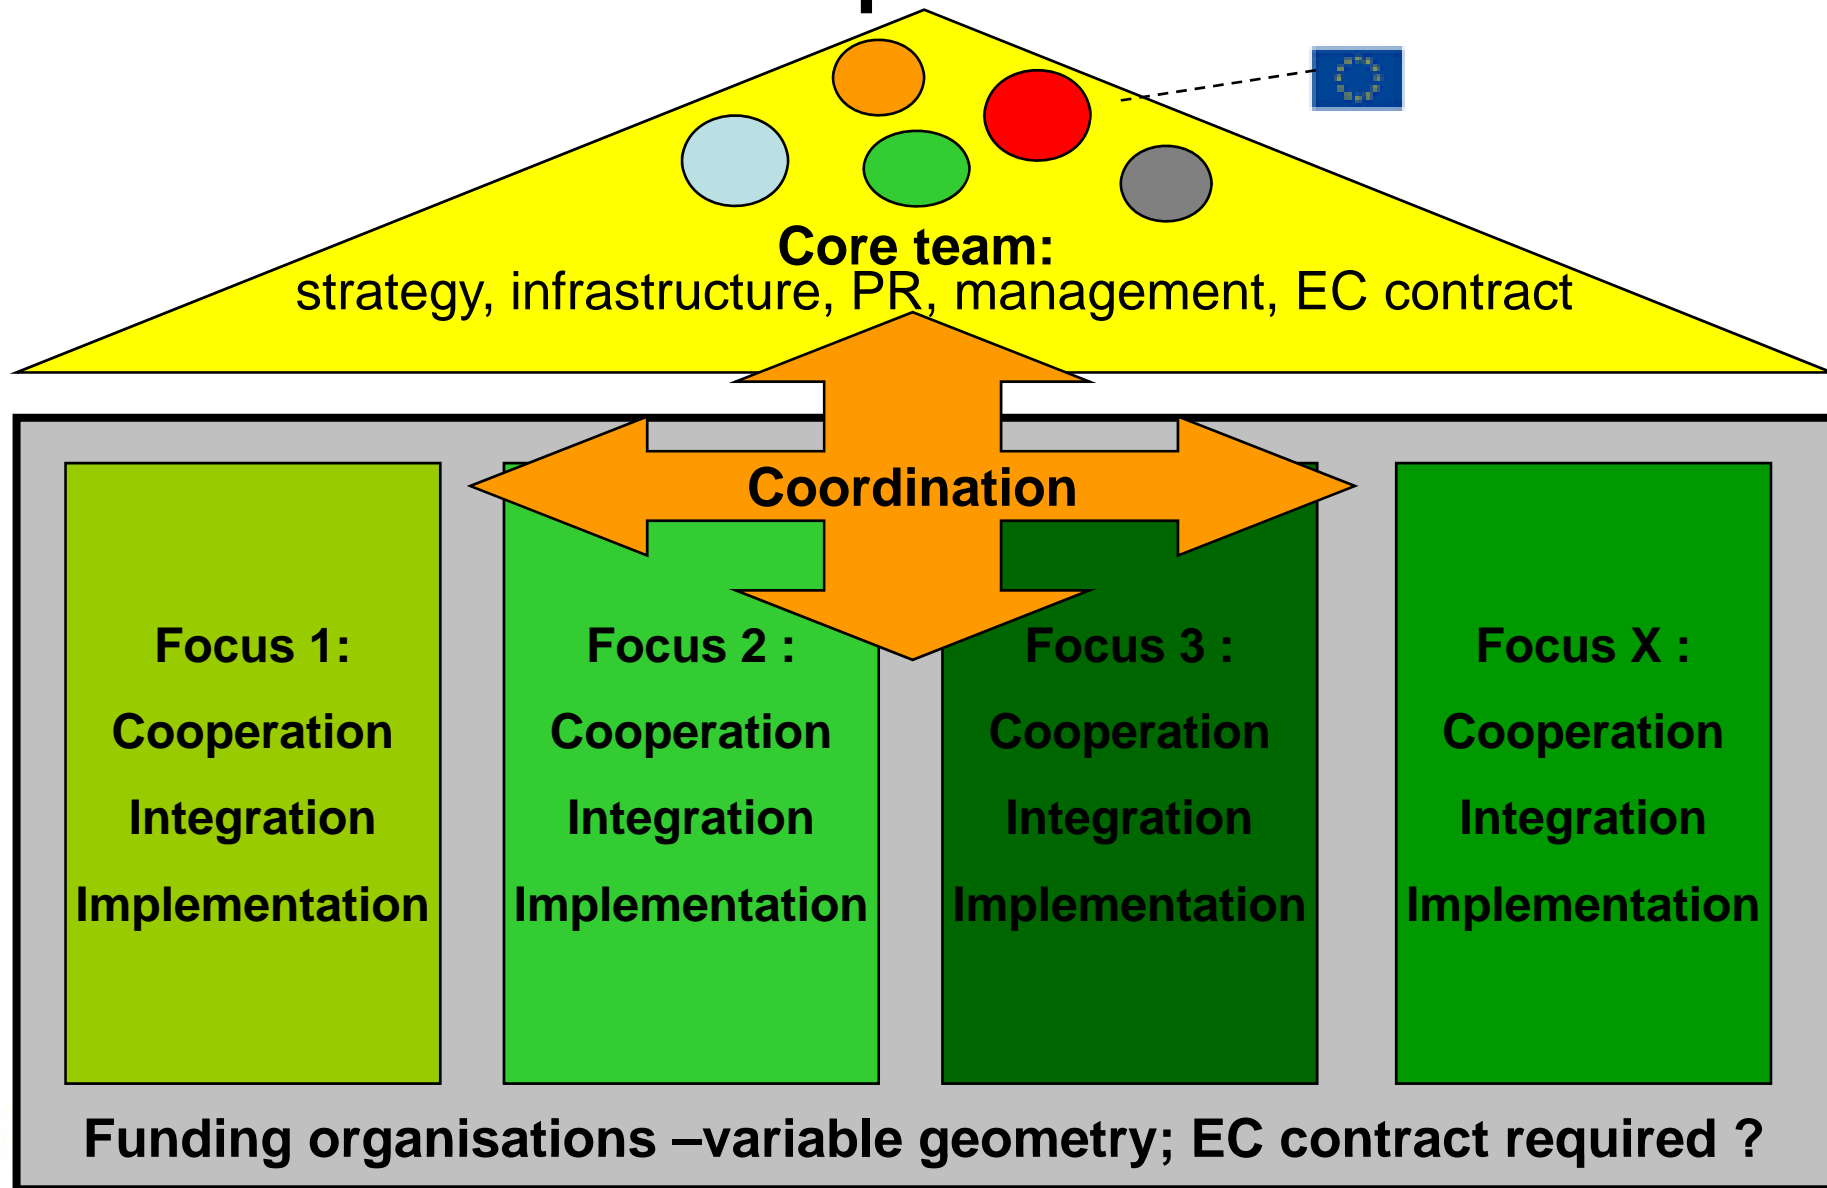 Core team:
strategy, infrastructure, PR, management, EC contract
Coordination
Focus 1:
Cooperation
Integration
Implementation
Focus 2 :
Cooperation
Integration
Implementation
Focus 3 :
Cooperation
Integration
Implementation
Focus X :
Cooperation
Integration
Implementation
Funding organisations –variable geometry; EC contract required ?